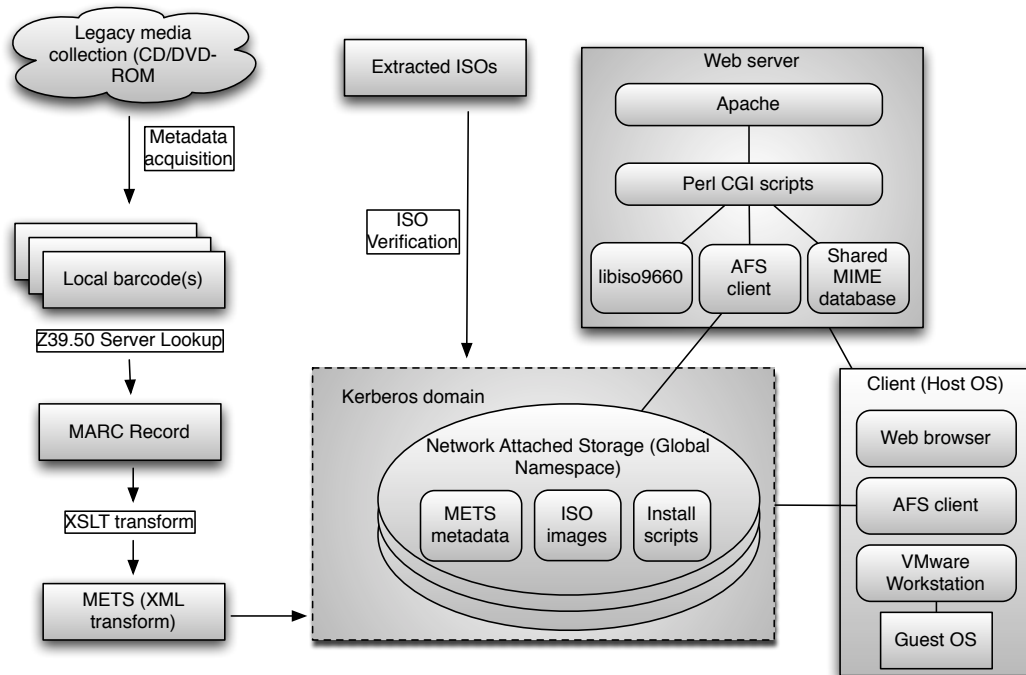 Legacy media
collection (CD/DVD-
ROM
Metadata
acquisition
Local barcode(s)
Z39.50 Server Lookup
MARC Record
XSLT transform
METS (XML
transform)
Extracted ISOs
ISO
Verification
Web server
Apache
Perl CGI scripts
libiso9660
AFS
client
Shared
MIME
database
Kerberos domain
Network Attached Storage (Global
Namespace)
METS
metadata
ISO
images
Install
scripts
Client (Host OS)
Web browser
AFS client
VMware
Workstation
Guest OS